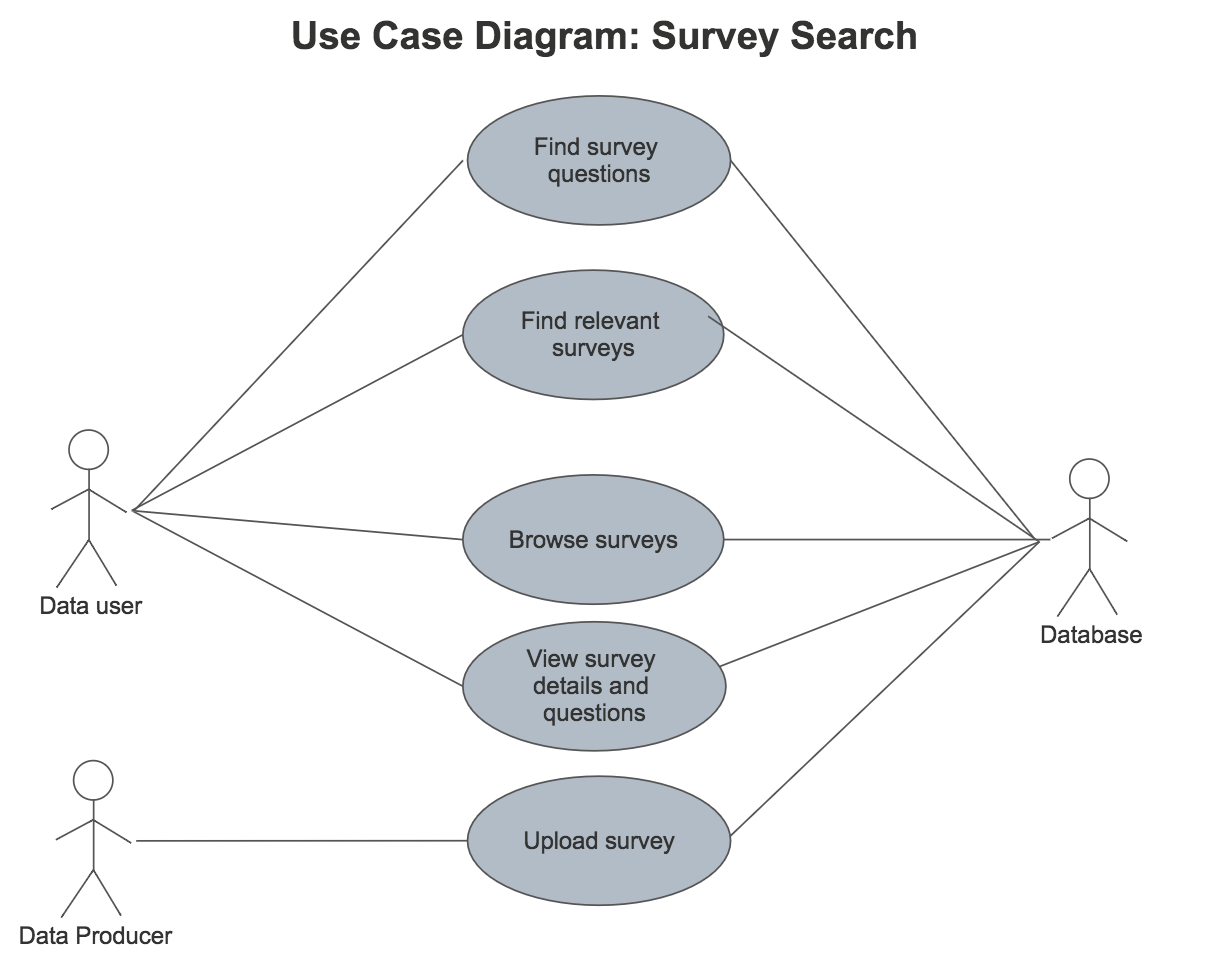 Use Case Diagram: Survey Search
Find survey
questions
Find relevant
surveys
Browse surveys
Data user
Database
View survey
details and
questions
Upload survey
Data Producer